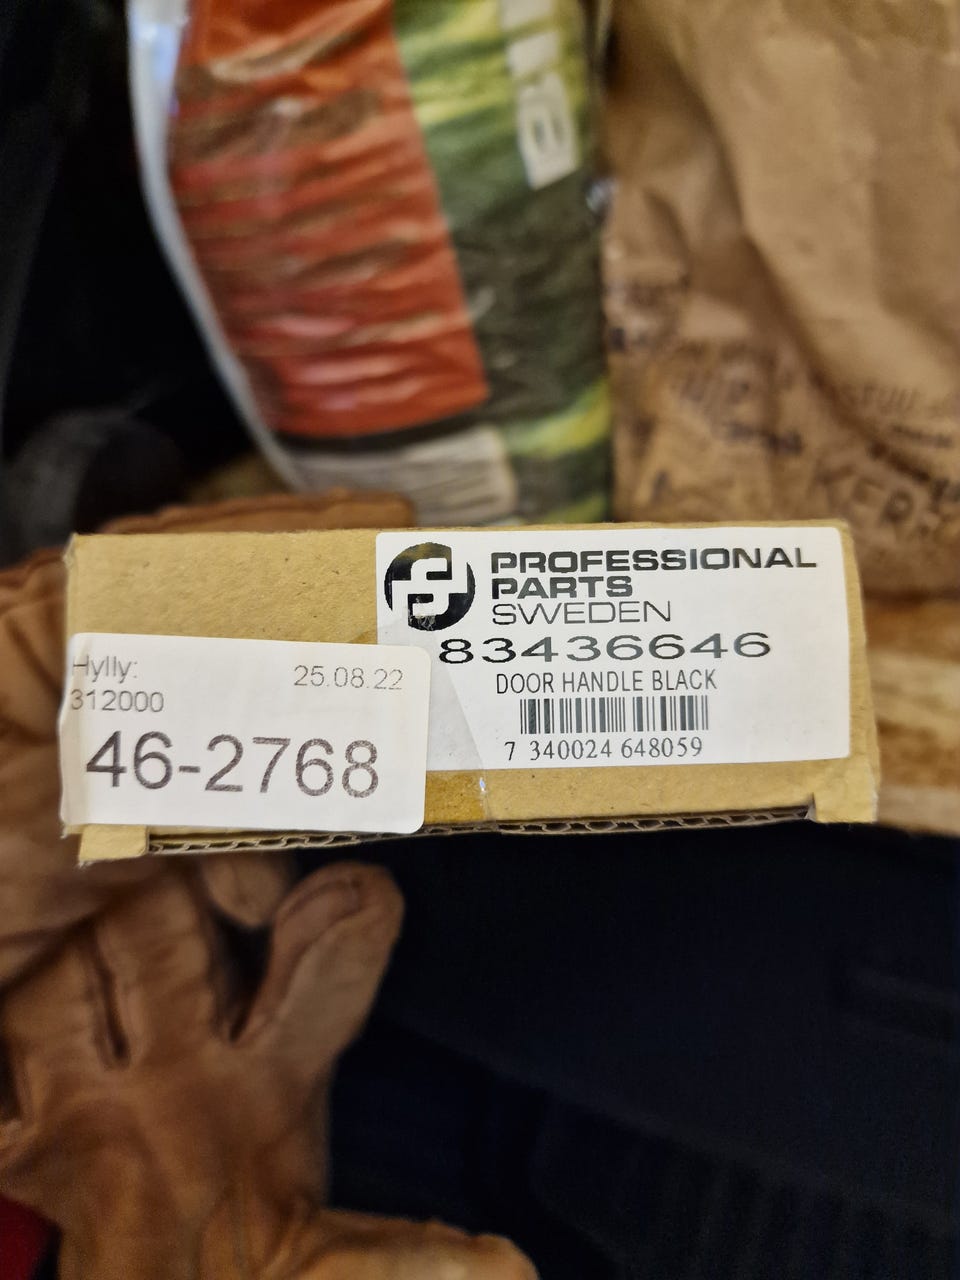 PROFESSIONAL
PARTS
SWEDEN
83436646
DOOR HANDLE BLACK
7 340024 648059
Hylly:
25.08.22
312000
46-2768